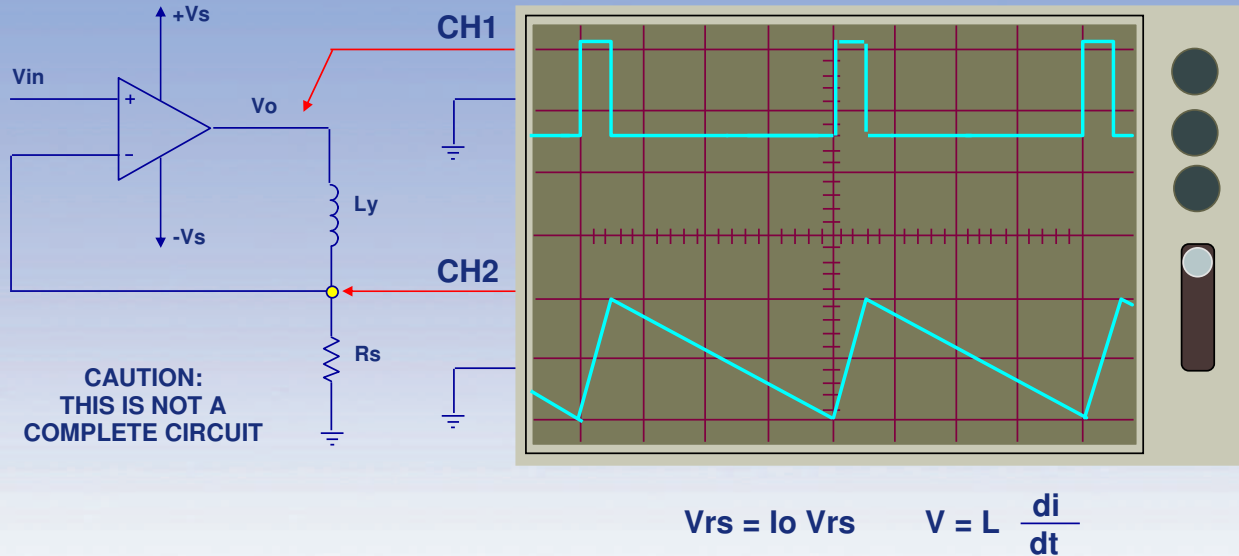 +Vs
CH1
Vin
+
Vo
−
Ly
-Vs
CH2
Rs
CAUTION:
THIS IS NOT A
COMPLETE CIRCUIT
Vrs = Io Vrs
V = L di
dt